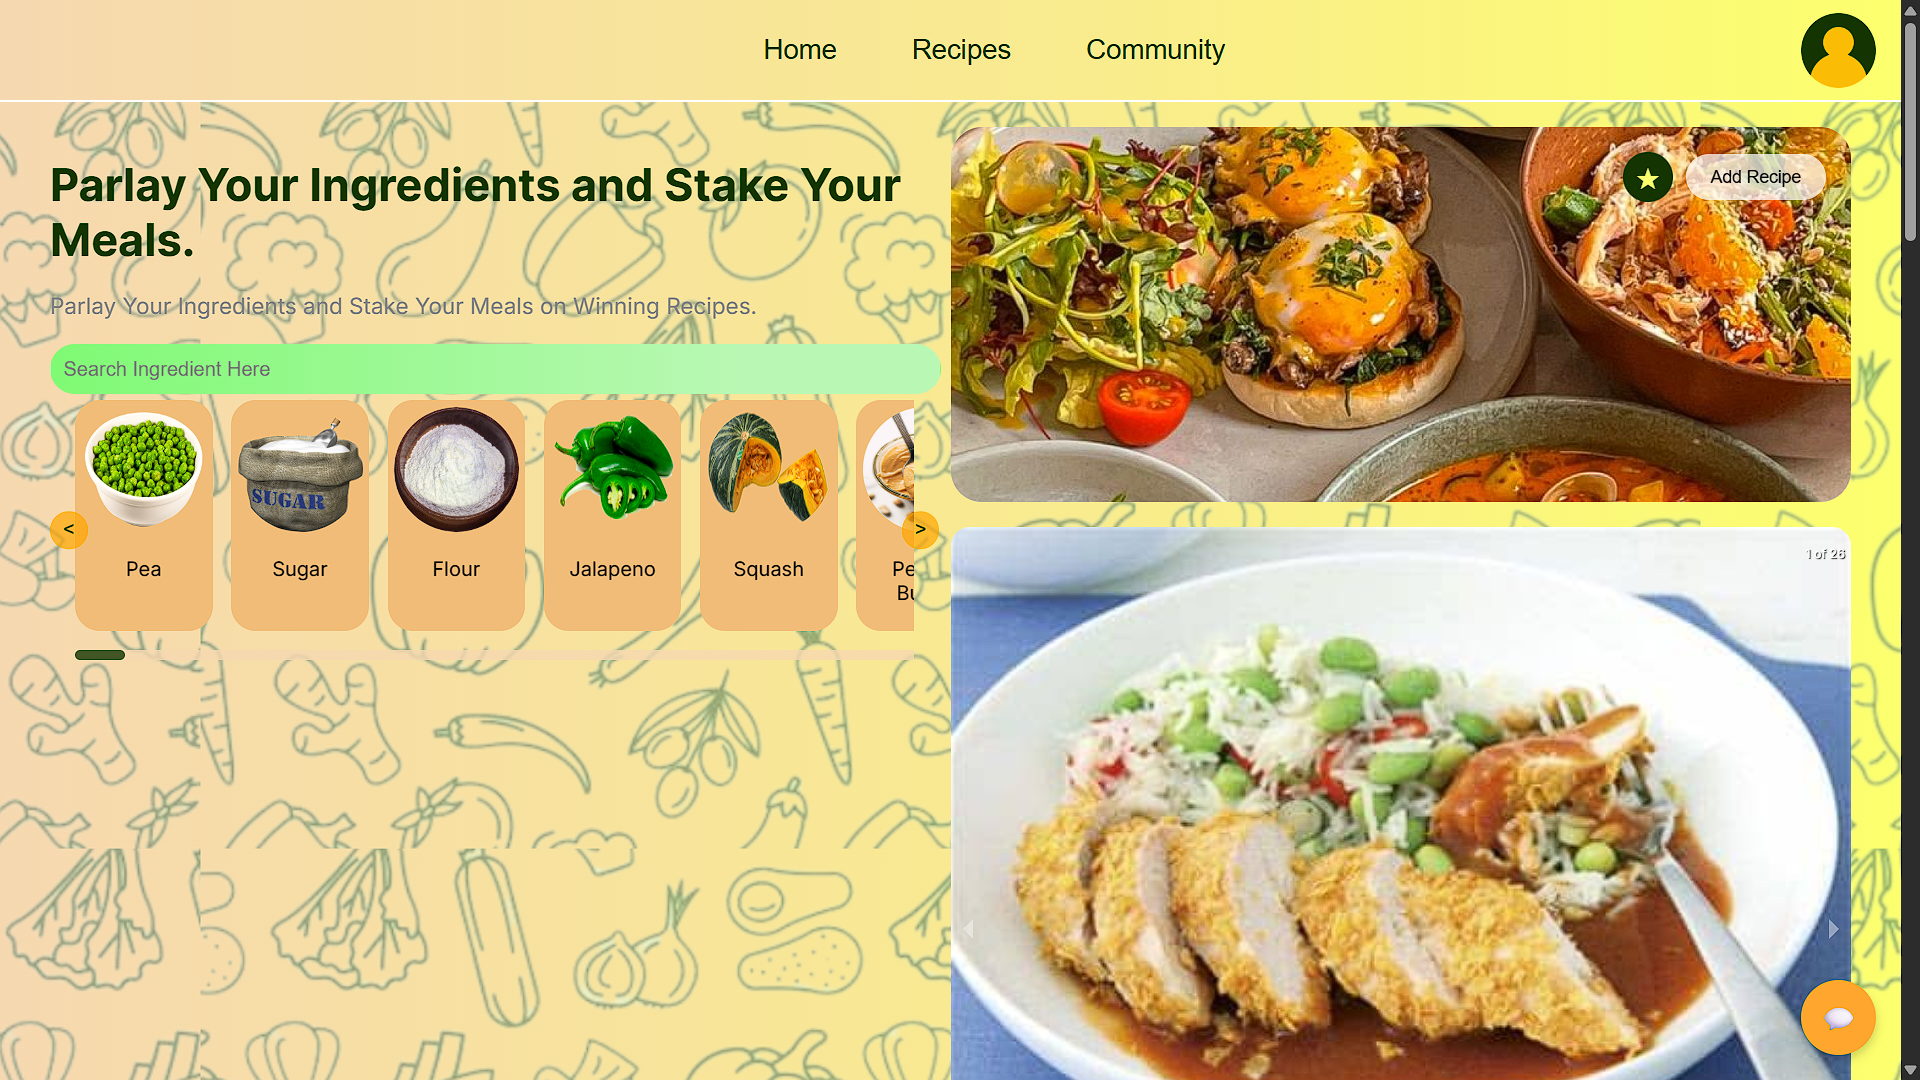 Home
Recipes
Community
Parlay Your Ingredients and Stake Your
Meals.
Parlay Your Ingredients and Stake Your Meals on Winning Recipes.
Search Ingredient Here
SUGAR
<
>
Pea
Sugar
Flour
Jalapeno
Squash
Pe
Bu
Add Recipe
1 of 26